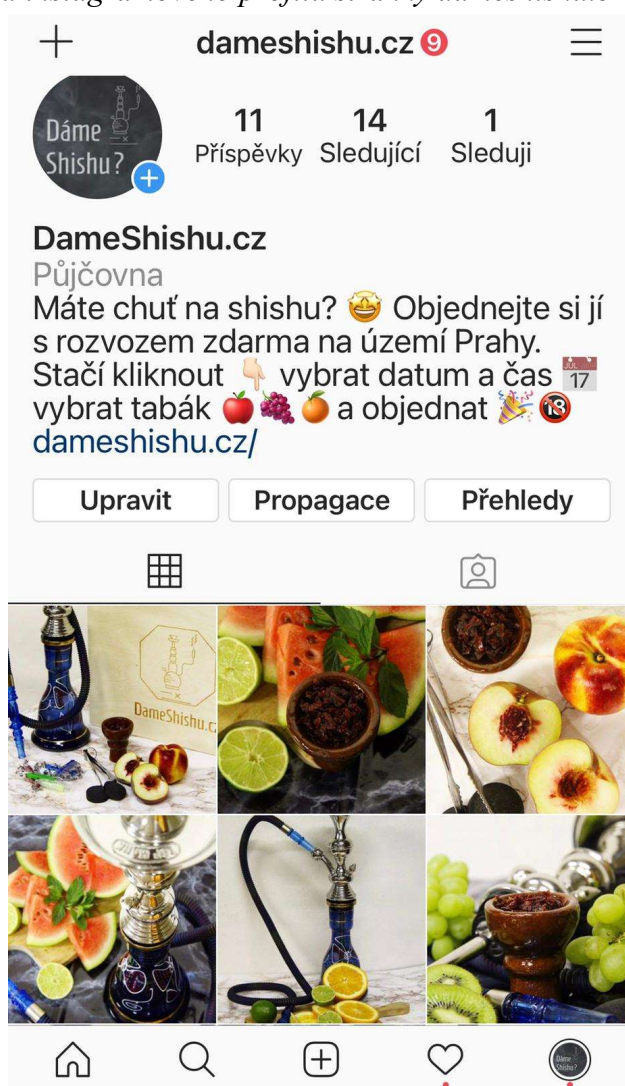 dameshishu.cz 9
Dáme
Shishu?
11 14 1
Příspěvky Sledující Sleduji
DameShishu.cz
Půjčovna
Máte chuť na shishu? 🤩 Objednejte si jí
s rozvozem zdarma na území Prahy.
Stačí kliknout 👇🏻 vybrat datum a čas 📅
vybrat tabák 🍎🍇🍊 a objednat 🎉🔞
dameshishu.cz/
Upravit Propagace Přehledy
DameShishu.c
Dáme
Shishu?